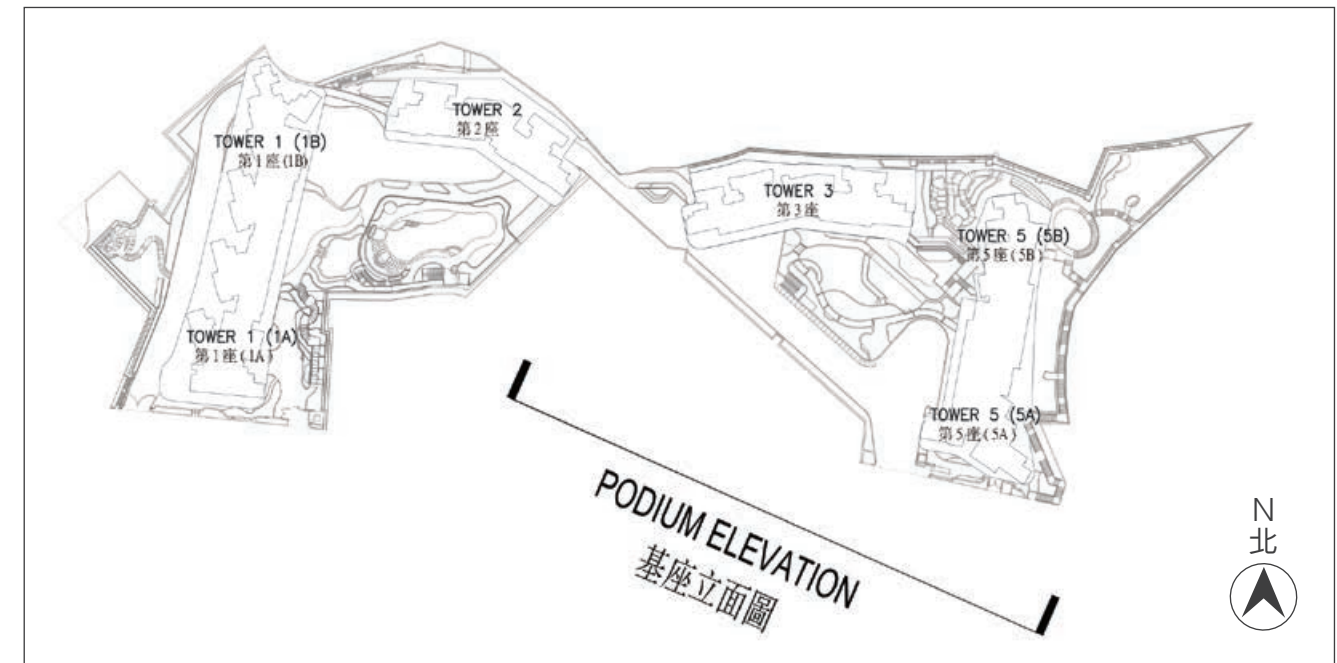 TOWER 2
第2座
TOWER 1 (1B)
第1座(1B)
TOWER 3
第3座
TOWER 5 (5B)
第5座(5B)
TOWER 1 (1A)
第1座(1A)
TOWER 5 (5A)
第5座(5A)
PODIUM ELEVATION
基座立面圖
N
北